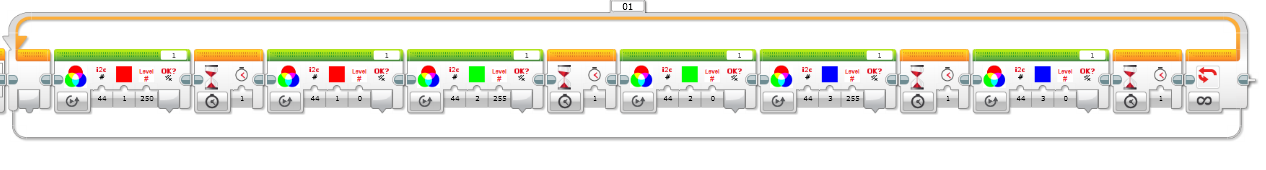 01
1
i2c # Level # OK? %
44 1 250
1
1
i2c # Level # OK? %
44 1 0
1
i2c # Level # OK? %
44 2 255
1
1
i2c # Level # OK? %
44 2 0
1
i2c # Level # OK? %
44 3 255
1
1
i2c # Level # OK? %
44 3 0
1
∞